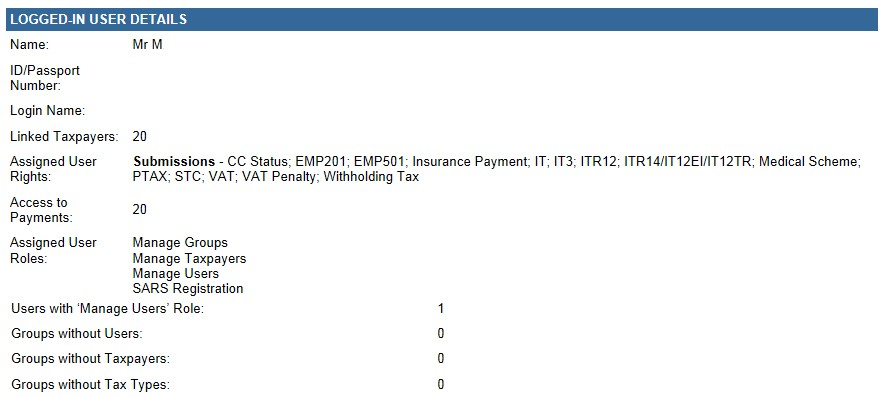 LOGGED-IN USER DETAILS
Name: Mr M
ID/Passport
Number:
Login Name:
Linked Taxpayers: 20
Assigned User
Rights:
Submissions - CC Status; EMP201; EMP501; Insurance Payment; IT; IT3; ITR12; ITR14/IT12EI/IT12TR; Medical Scheme;
PTAX; STC; VAT; VAT Penalty; Withholding Tax
Access to
Payments:
20
Assigned User
Roles:
Manage Groups
Manage Taxpayers
Manage Users
SARS Registration
Users with ‘Manage Users’ Role: 1
Groups without Users: 0
Groups without Taxpayers: 0
Groups without Tax Types: 0